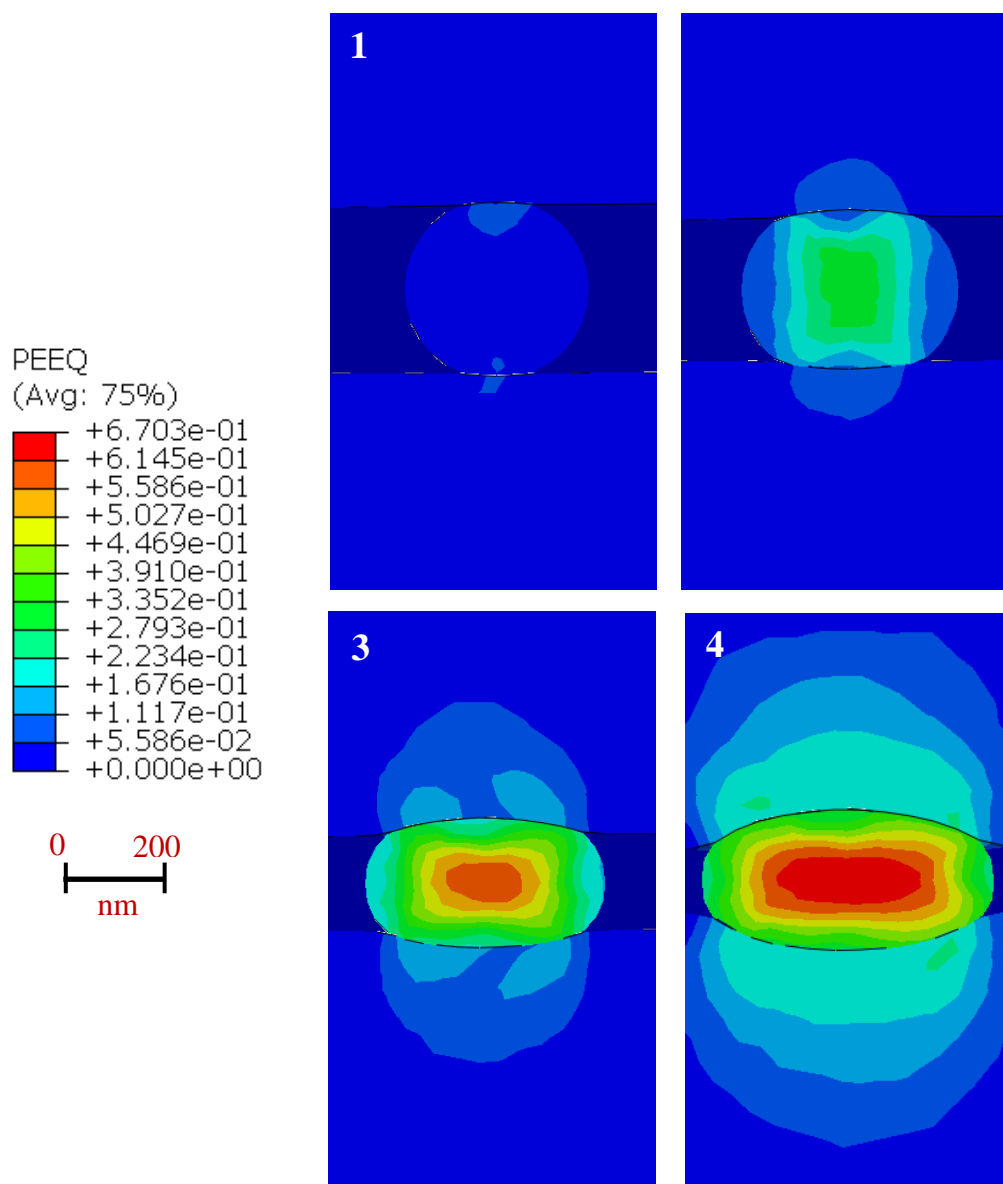 1
PEEQ
(Avg: 75%)
+6.703e-01
+6.145e-01
+5.586e-01
+5.027e-01
+4.469e-01
+3.910e-01
+3.352e-01
+2.793e-01
+2.234e-01
+1.676e-01
+1.117e-01
+5.586e-02
+0.000e+00
0 200
nm
3
4